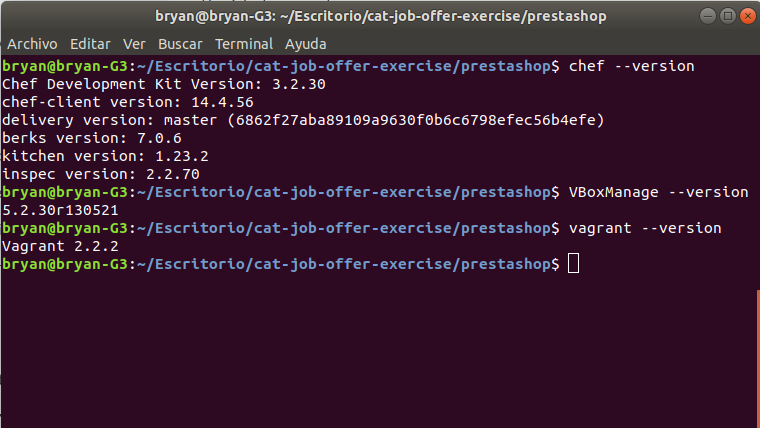 bryan@bryan-G3: ~/Escritorio/cat-job-offer-exercise/prestashop
Archivo Editar Ver Buscar Terminal Ayuda
bryan@bryan-G3:~/Escritorio/cat-job-offer-exercise/prestashop$ chef --version
Chef Development Kit Version: 3.2.30
chef-client version: 14.4.56
delivery version: master (6862f27aba89109a9630f0b6c6798efec56b4efe)
berks version: 7.0.6
kitchen version: 1.23.2
inspec version: 2.2.70
bryan@bryan-G3:~/Escritorio/cat-job-offer-exercise/prestashop$ VBoxManage --version
5.2.30r130521
bryan@bryan-G3:~/Escritorio/cat-job-offer-exercise/prestashop$ vagrant --version
Vagrant 2.2.2
bryan@bryan-G3:~/Escritorio/cat-job-offer-exercise/prestashop$